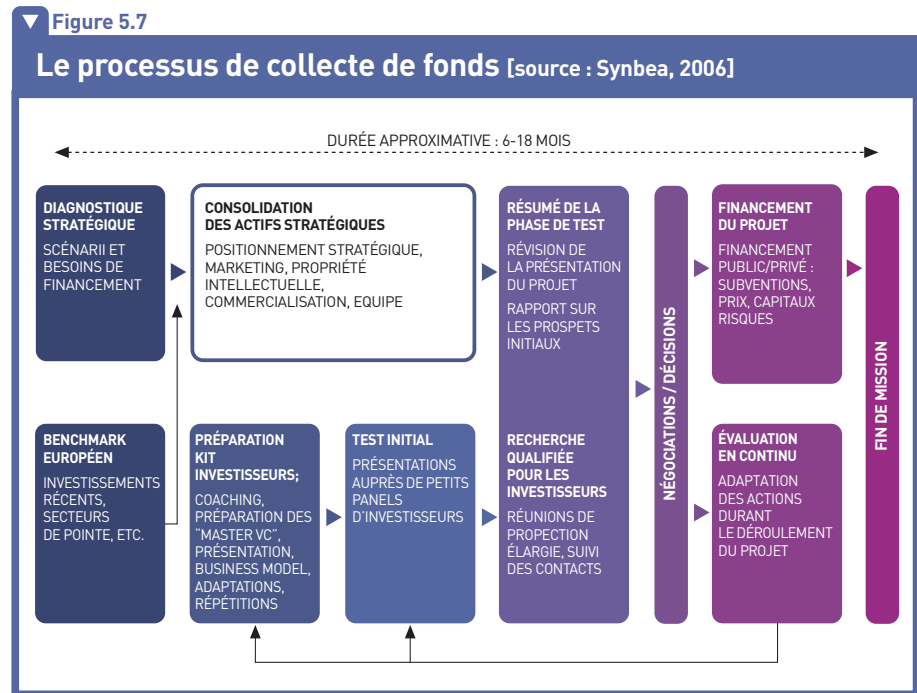 Figure 5.7
Le processus de collecte de fonds [source : Synbea, 2006]
DURÉE APPROXIMATIVE : 6-18 MOIS
DIAGNOSTIQUE
STRATÉGIQUE
SCÉNARII ET
BESOINS DE
FINANCEMENT
CONSOLIDATION
DES ACTIFS STRATÉGIQUES
POSITIONNEMENT STRATÉGIQUE,
MARKETING, PROPRIÉTÉ
INTELLECTUELLE,
COMMERCIALISATION, EQUIPE
RÉSUMÉ DE LA
PHASE DE TEST
RÉVISION DE
LA PRÉSENTATION
DU PROJET
RAPPORT SUR
LES PROSPETS
INITIAUX
NÉGOCIATIONS / DÉCISIONS
FINANCEMENT
DU PROJET
FINANCEMENT
PUBLIC/PRIVÉ :
SUBVENTIONS,
PRIX, CAPITAUX
RISQUES
FIN DE MISSION
BENCHMARK
EUROPÉEN
INVESTISSEMENTS
RÉCENTS,
SECTEURS
DE POINTE, ETC.
PRÉPARATION
KIT
INVESTISSEURS;
COACHING,
PRÉPARATION DES
"MASTER VC",
PRÉSENTATION,
BUSINESS MODEL,
ADAPTATIONS,
RÉPÉTITIONS
TEST INITIAL
PRÉSENTATIONS
AUPRÈS DE PETITS
PANELS
D'INVESTISSEURS
RECHERCHE
QUALIFIÉE
POUR LES
INVESTISSEURS
RÉUNIONS DE
PROPECTION
ÉLARGIE, SUIVI
DES CONTACTS
ÉVALUATION
EN CONTINU
ADAPTATION
DES ACTIONS
DURANT
LE DÉROULEMENT
DU PROJET